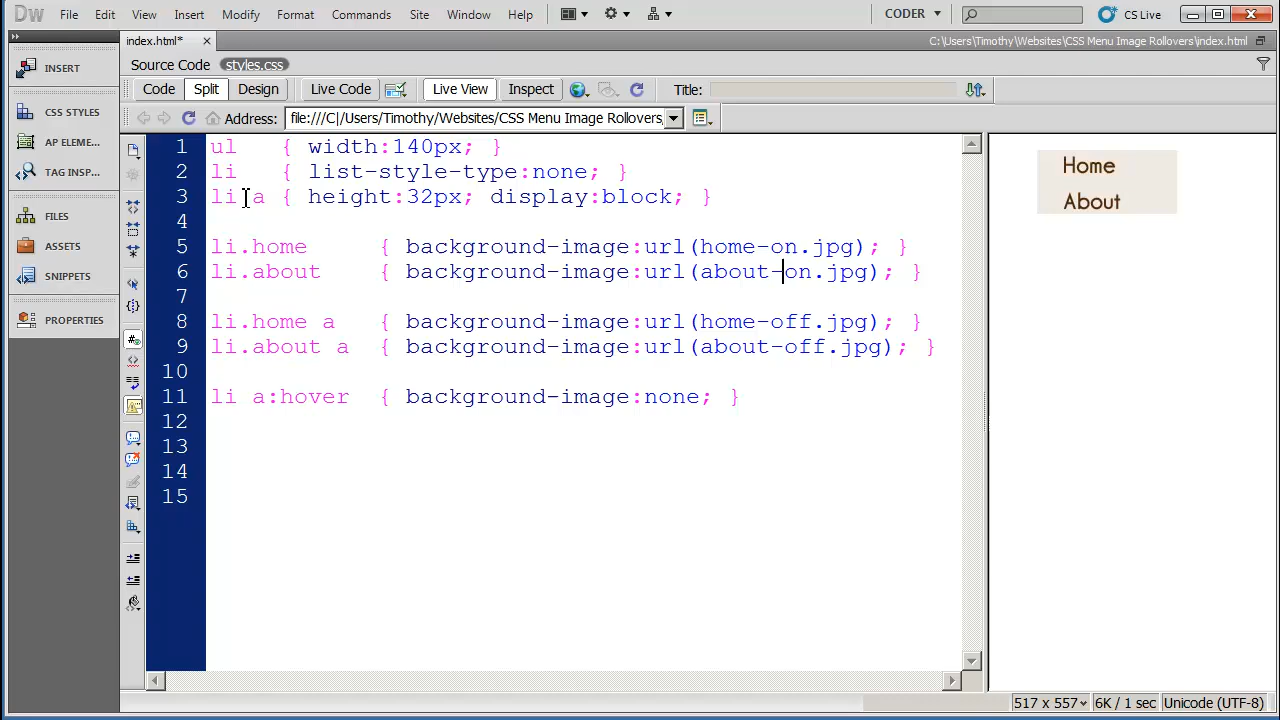 Dw File Edit View Insert Modify Format Commands Site Window Help CODER CS Live
index.html* C:\Users\Timothy\Websites\CSS Menu Image Rollovers\index.html
Source Code styles.css
Code Split Design Live Code Live View Inspect Title:
Address: file:///C|/Users/Timothy/Websites/CSS Menu Image Rollovers,
INSERT
CSS STYLES
AP ELEME...
TAG INSP...
FILES
ASSETS
SNIPPETS
PROPERTIES
1 ul { width:140px; }
2 li { list-style-type:none; }
3 li a { height:32px; display:block; }
4
5 li.home { background-image:url(home-on.jpg); }
6 li.about { background-image:url(about-on.jpg); }
7
8 li.home a { background-image:url(home-off.jpg); }
9 li.about a { background-image:url(about-off.jpg); }
10
11 li a:hover { background-image:none; }
12
13
14
15
Home
About
517 x 557 6K / 1 sec Unicode (UTF-8)